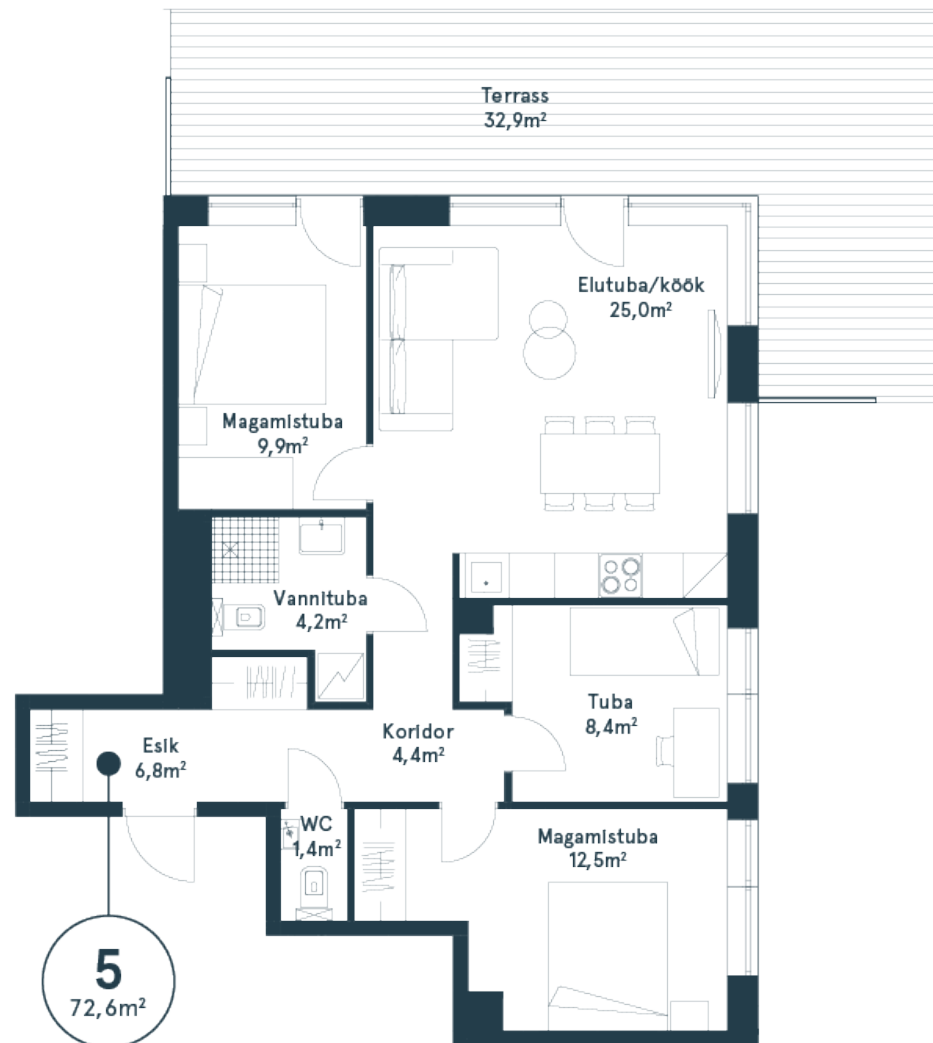 Terrass
32,9m²
Elutuba/köök
25,0m²
Magamistuba
9,9m²
Vannituba
4,2m²
Tuba
8,4m²
Koridor
4,4m²
Esik
6,8m²
WC
1,4m²
Magamistuba
12,5m²
5
72,6m²